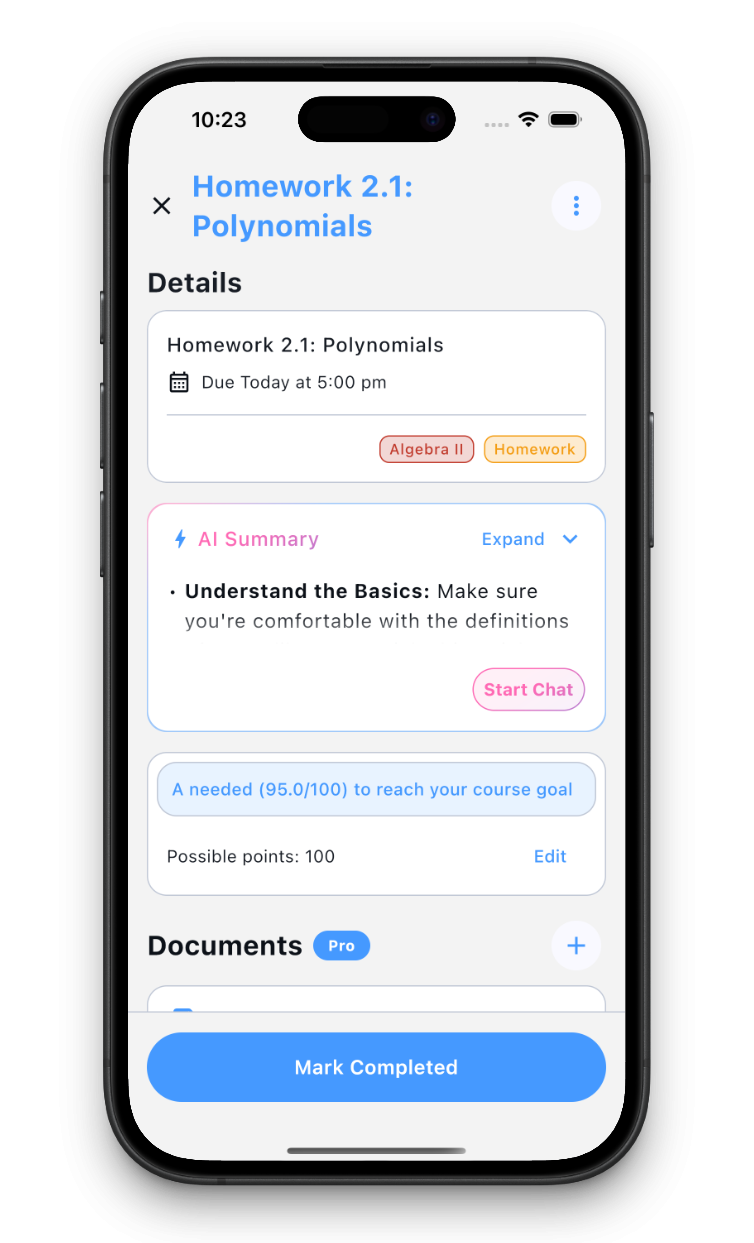 10:23
Homework 2.1:
Polynomials
Details
Homework 2.1: Polynomials
Due Today at 5:00 pm
Algebra II
Homework
AI Summary
Expand
• Understand the Basics: Make sure
you're comfortable with the definitions
Start Chat
A needed (95.0/100) to reach your course goal
Possible points: 100
Edit
Documents
Pro
Mark Completed